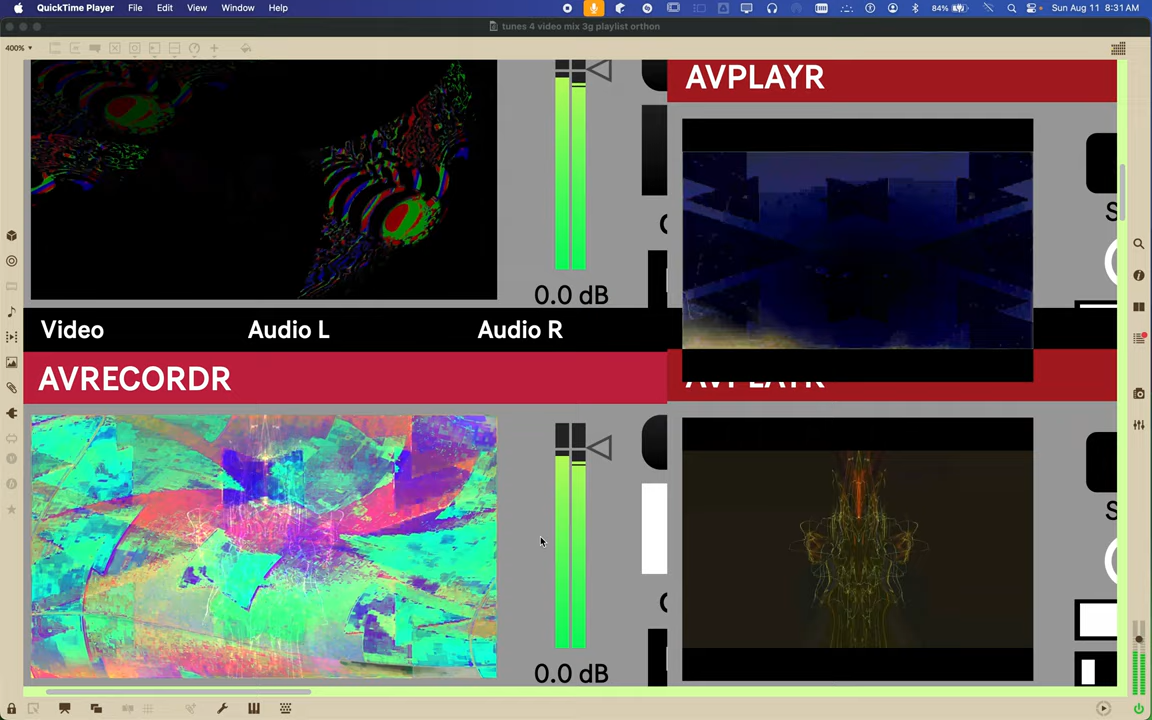 QuickTime Player File Edit View Window Help 84% Sun Aug 11 8:31 AM
tunes 4 video mix 3g playlist orthon
400%
AVPLAYR
0.0 dB
Video Audio L Audio R
AVRECORDR
AVPLAYR
0.0 dB